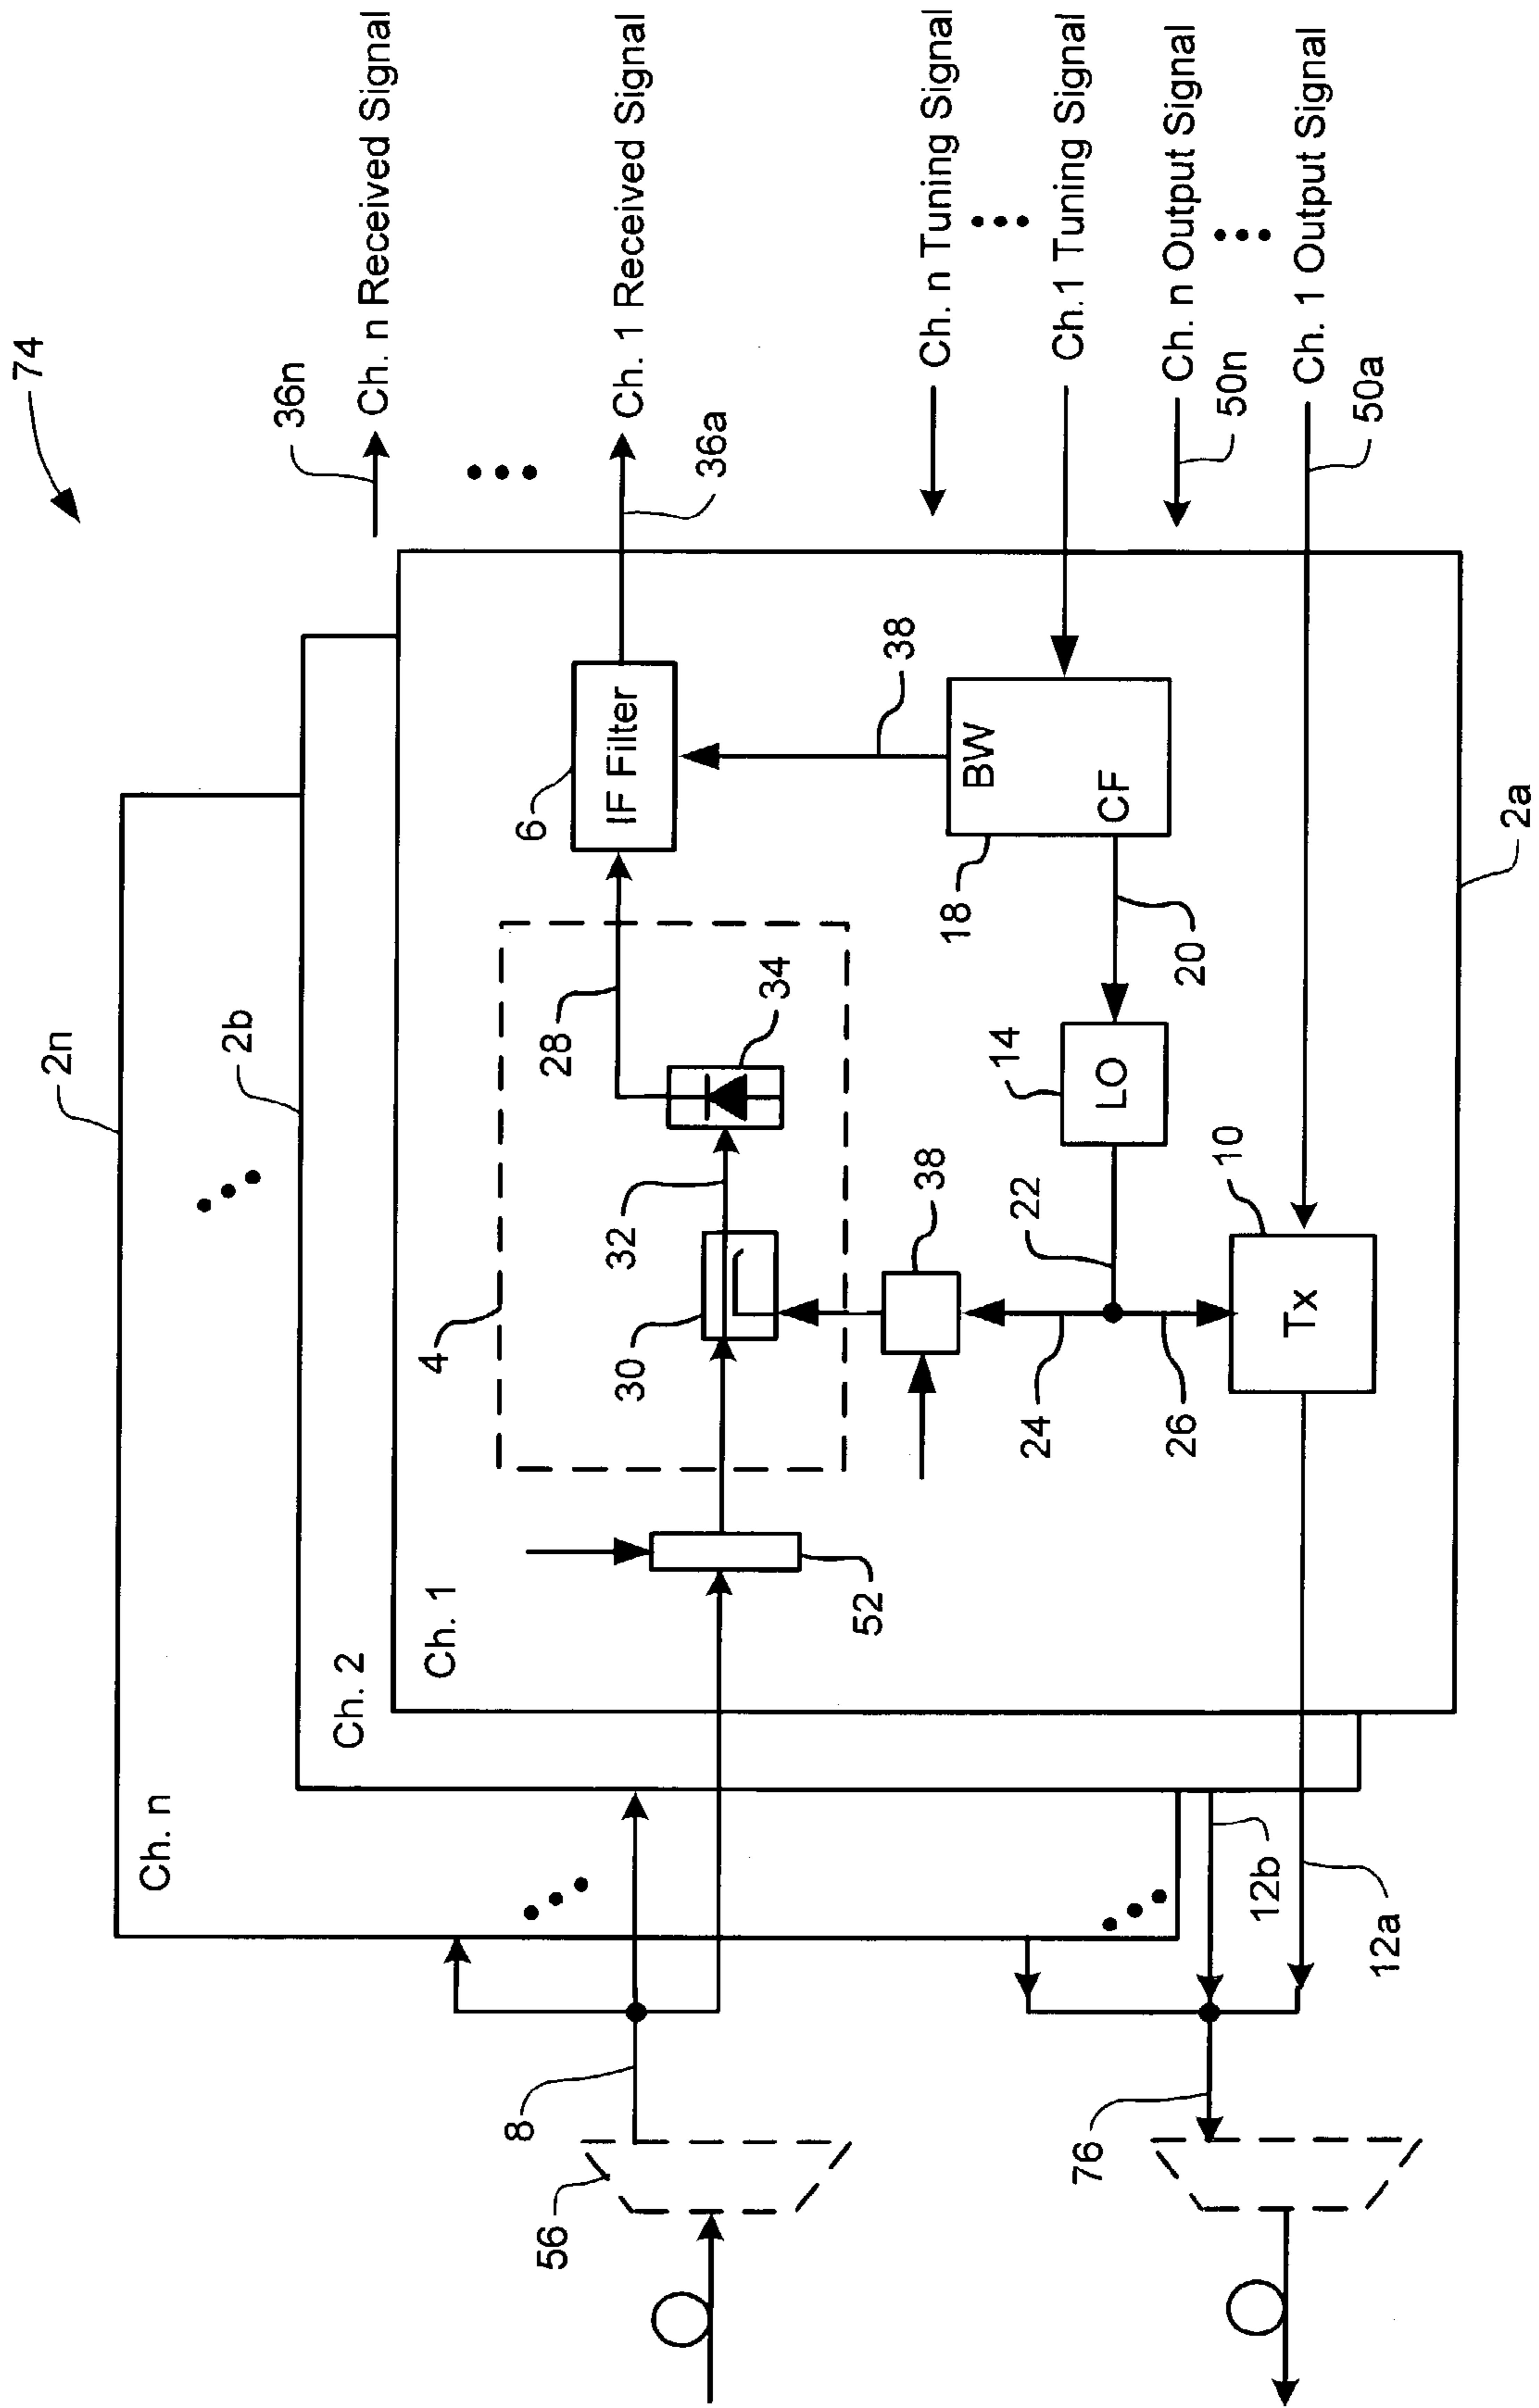 74
36n
Ch. n Received Signal
Ch. 1 Received Signal
36a
Ch. n Tuning Signal
Ch.1 Tuning Signal
Ch. n Output Signal
50n
Ch. 1 Output Signal
50a
2n
2b
2a
Ch. n
Ch. 2
Ch. 1
6
IF Filter
38
BW
CF
18
20
28
34
32
30
4
14
LO
22
38
24
26
10
Tx
52
8
56
12b
12a
76